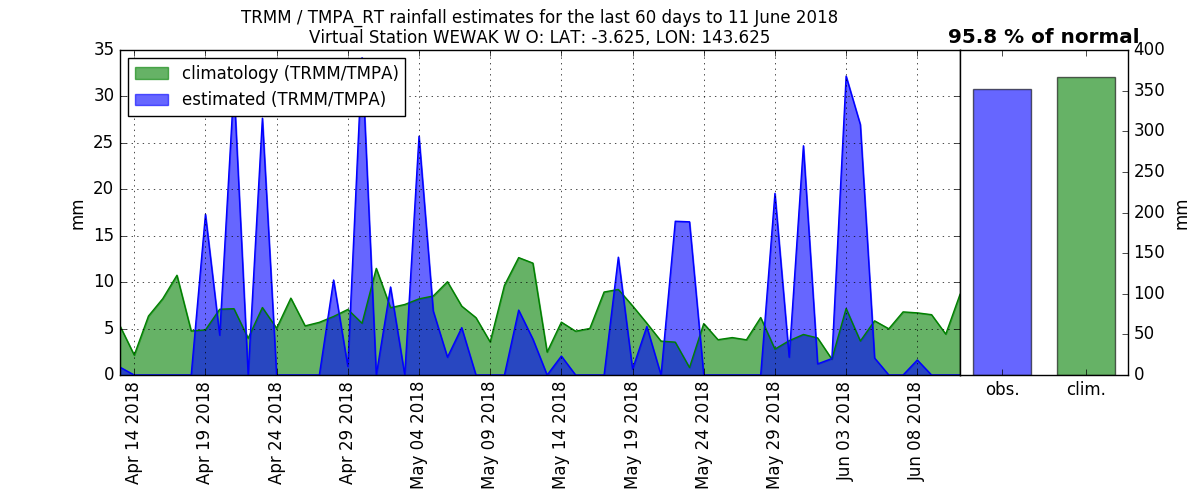 TRMM / TMPA_RT rainfall estimates for the last 60 days to 11 June 2018
Virtual Station WEWAK W O: LAT: -3.625, LON: 143.625
95.8 % of normal
climatology (TRMM/TMPA)
estimated (TRMM/TMPA)
mm
35
30
25
20
15
10
5
0
Apr 14 2018
Apr 19 2018
Apr 24 2018
Apr 29 2018
May 04 2018
May 09 2018
May 14 2018
May 19 2018
May 24 2018
May 29 2018
Jun 03 2018
Jun 08 2018
obs.
clim.
400
350
300
250
200
150
100
50
0
mm